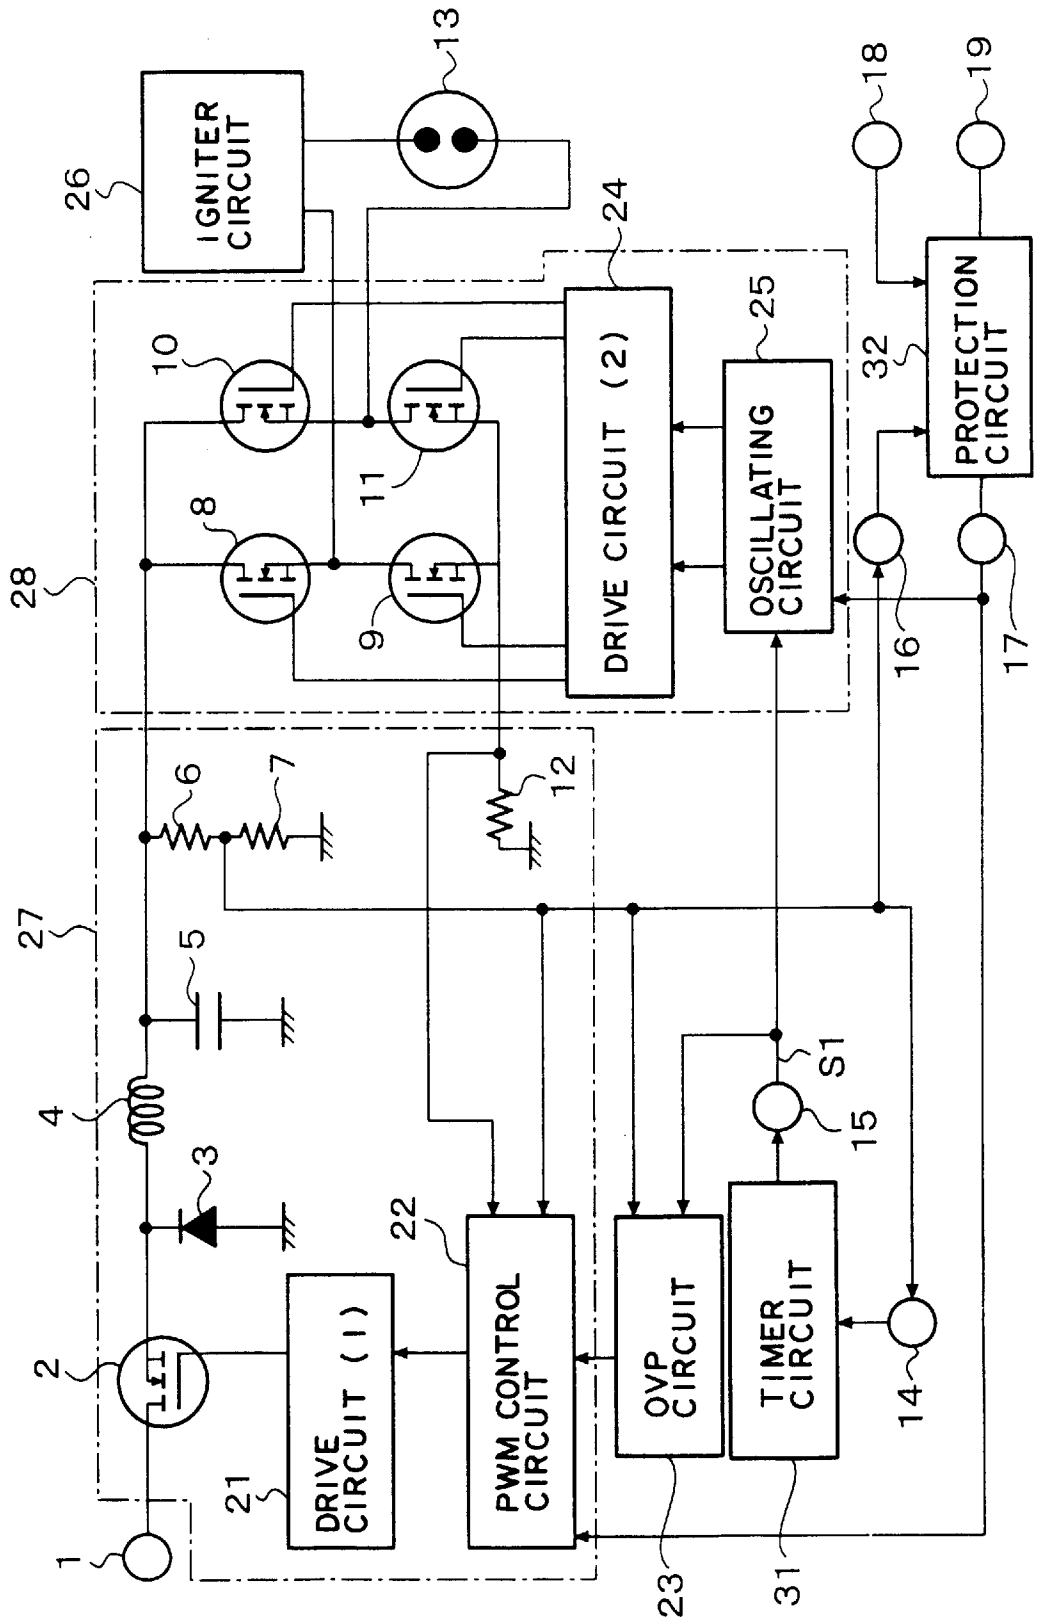 27
28
1
2
4
26
3
5
6
8
10
IGNITER
CIRCUIT
21
7
DRIVE
CIRCUIT (1)
22
9
11
13
PWM CONTROL
CIRCUIT
12
DRIVE CIRCUIT (2)
24
OVP
CIRCUIT
23
OSCILLATING
CIRCUIT
25
TIMER
CIRCUIT
31
S1
15
32
18
14
16
PROTECTION
CIRCUIT
19
17